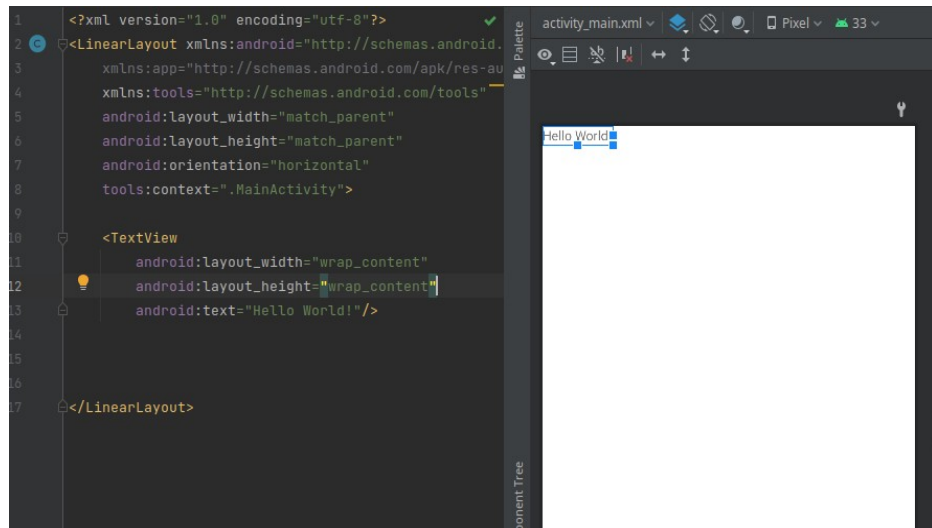 1 <?xml version="1.0" encoding="utf-8"?>
2 C <LinearLayout xmlns:android="http://schemas.android.
3 xmlns:app="http://schemas.android.com/apk/res-au
4 xmlns:tools="http://schemas.android.com/tools"
5 android:layout_width="match_parent"
6 android:layout_height="match_parent"
7 android:orientation="horizontal"
8 tools:context=".MainActivity">
9
10 <TextView
11 android:layout_width="wrap_content"
12 android:layout_height="wrap_content"
13 android:text="Hello World!"/>
14
15
16
17 </LinearLayout>
Palette
activity_main.xml Pixel 33
Hello World!
ponent Tree